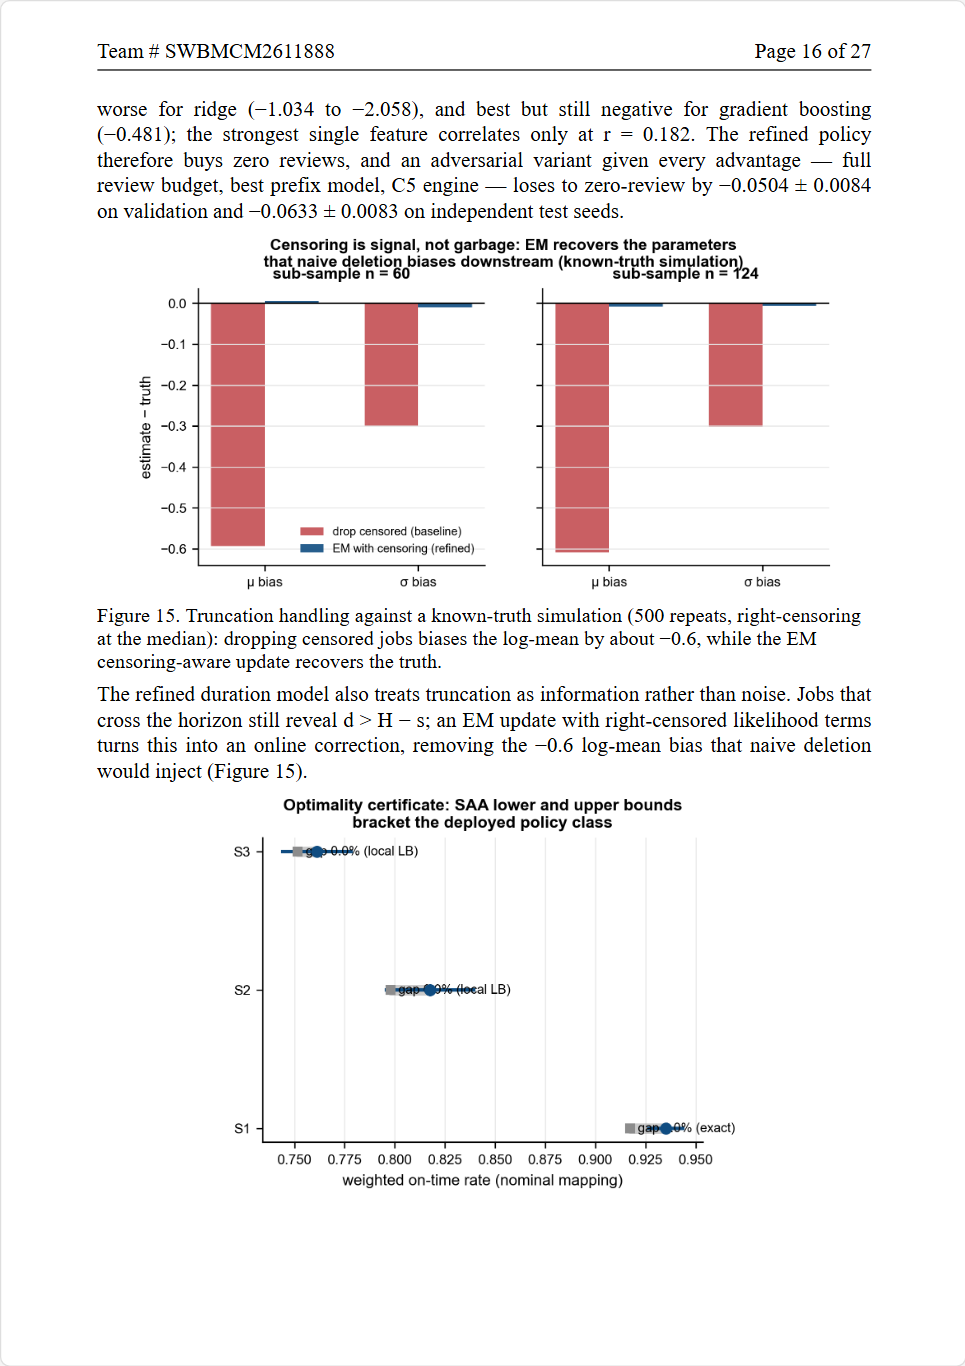 Team # SWBMCM2611888
Page 16 of 27
worse for ridge (−1.034 to −2.058), and best but still negative for gradient boosting
(−0.481); the strongest single feature correlates only at r = 0.182. The refined policy
therefore buys zero reviews, and an adversarial variant given every advantage — full
review budget, best prefix model, C5 engine — loses to zero-review by −0.0504 ± 0.0084
on validation and −0.0633 ± 0.0083 on independent test seeds.
Censoring is signal, not garbage: EM recovers the parameters
that naive deletion biases downstream (known-truth simulation)
sub-sample n = 60
sub-sample n = 124
0.0
−0.1
−0.2
−0.3
−0.4
−0.5
−0.6
estimate − truth
drop censored (baseline)
EM with censoring (refined)
μ bias
σ bias
μ bias
σ bias
Figure 15. Truncation handling against a known-truth simulation (500 repeats, right-censoring
at the median): dropping censored jobs biases the log-mean by about −0.6, while the EM
censoring-aware update recovers the truth.
The refined duration model also treats truncation as information rather than noise. Jobs that
cross the horizon still reveal d > H − s; an EM update with right-censored likelihood terms
turns this into an online correction, removing the −0.6 log-mean bias that naive deletion
would inject (Figure 15).
Optimality certificate: SAA lower and upper bounds
bracket the deployed policy class
S3
gap 0.0% (local LB)
S2
gap 0.0% (local LB)
S1
gap 0.0% (exact)
0.750
0.775
0.800
0.825
0.850
0.875
0.900
0.925
0.950
weighted on-time rate (nominal mapping)